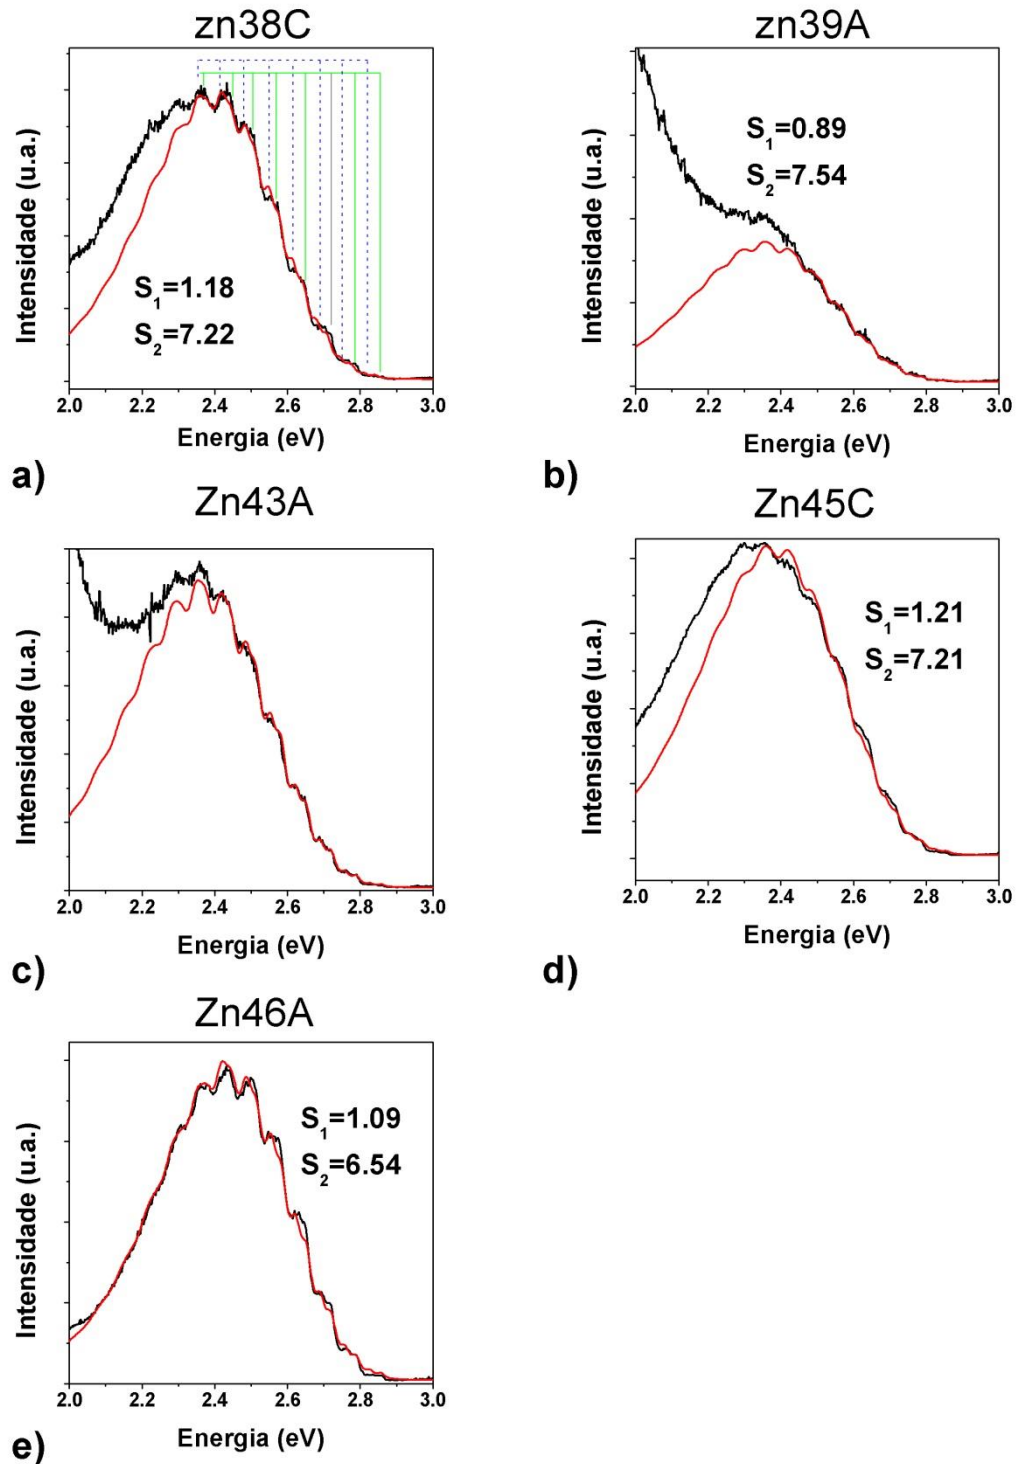 zn38C
Intensidade (u.a.)
S1=1.18
S2=7.22
2.0 2.2 2.4 2.6 2.8 3.0
Energia (eV)
a)
zn39A
Intensidade (u.a.)
S1=0.89
S2=7.54
2.0 2.2 2.4 2.6 2.8 3.0
Energia (eV)
b)
Zn43A
Intensidade (u.a.)
2.0 2.2 2.4 2.6 2.8 3.0
Energia (eV)
c)
Zn45C
Intensidade (u.a.)
S1=1.21
S2=7.21
2.0 2.2 2.4 2.6 2.8 3.0
Energia (eV)
d)
Zn46A
Intensidade (u.a.)
S1=1.09
S2=6.54
2.0 2.2 2.4 2.6 2.8 3.0
Energia (eV)
e)